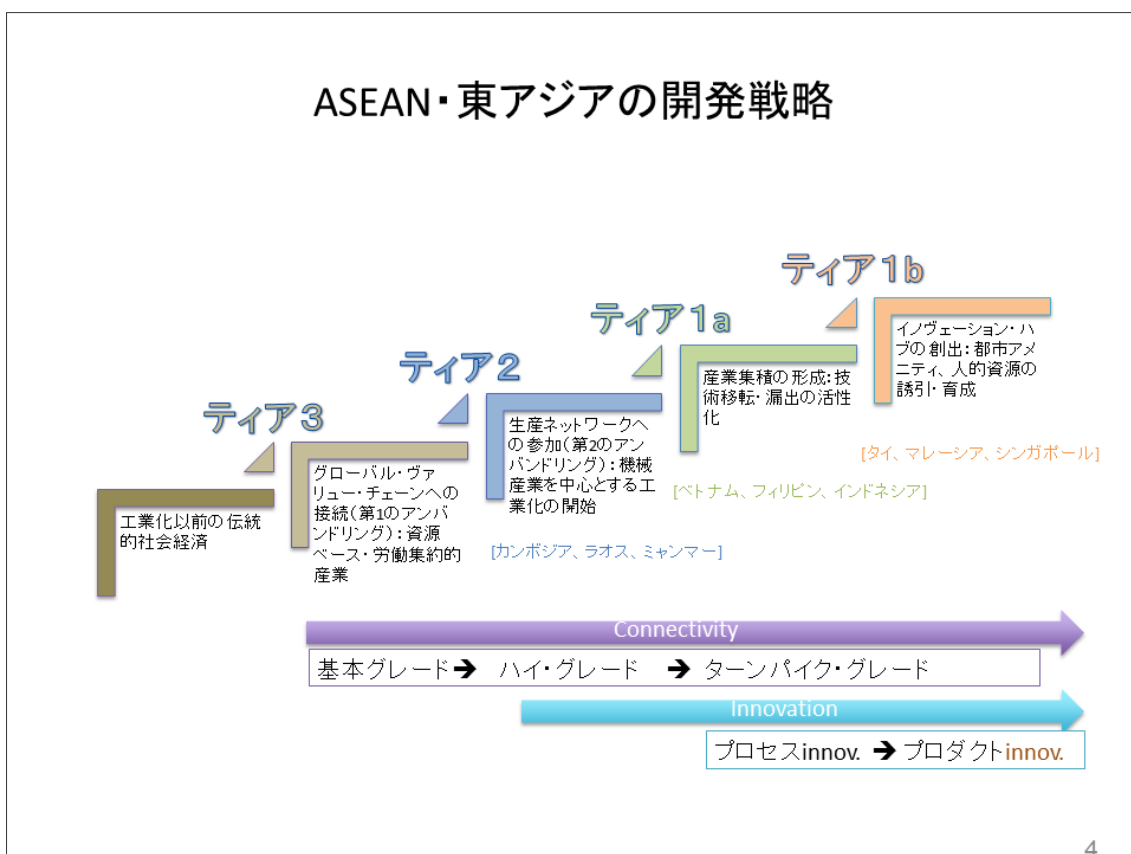 ASEAN・東アジアの開発戦略
ティア3
ティア2
ティア1a
ティア1b
工業化以前の伝統
的社会経済
グローバル・ヴァ
リュー・チェーンへの
接続(第1のアンバ
ンドリング):資源
ベース・労働集約的
産業
生産ネットワークへ
の参加(第2のアン
バンドリング):機械
産業を中心とする工
業化の開始
[カンボジア、ラオス、ミャンマー]
産業集積の形成:技
術移転・漏出の活性
化
[ベトナム、フィリピン、インドネシア]
イノヴェーション・ハ
ブの創出:都市アメ
ニティ、人的資源の
誘引・育成
[タイ、マレーシア、シンガポール]
Connectivity
基本グレード➔ ハイ・グレード ➔ ターンパイク・グレード
Innovation
プロセスinnov. ➔ プロダクトinnov.
4